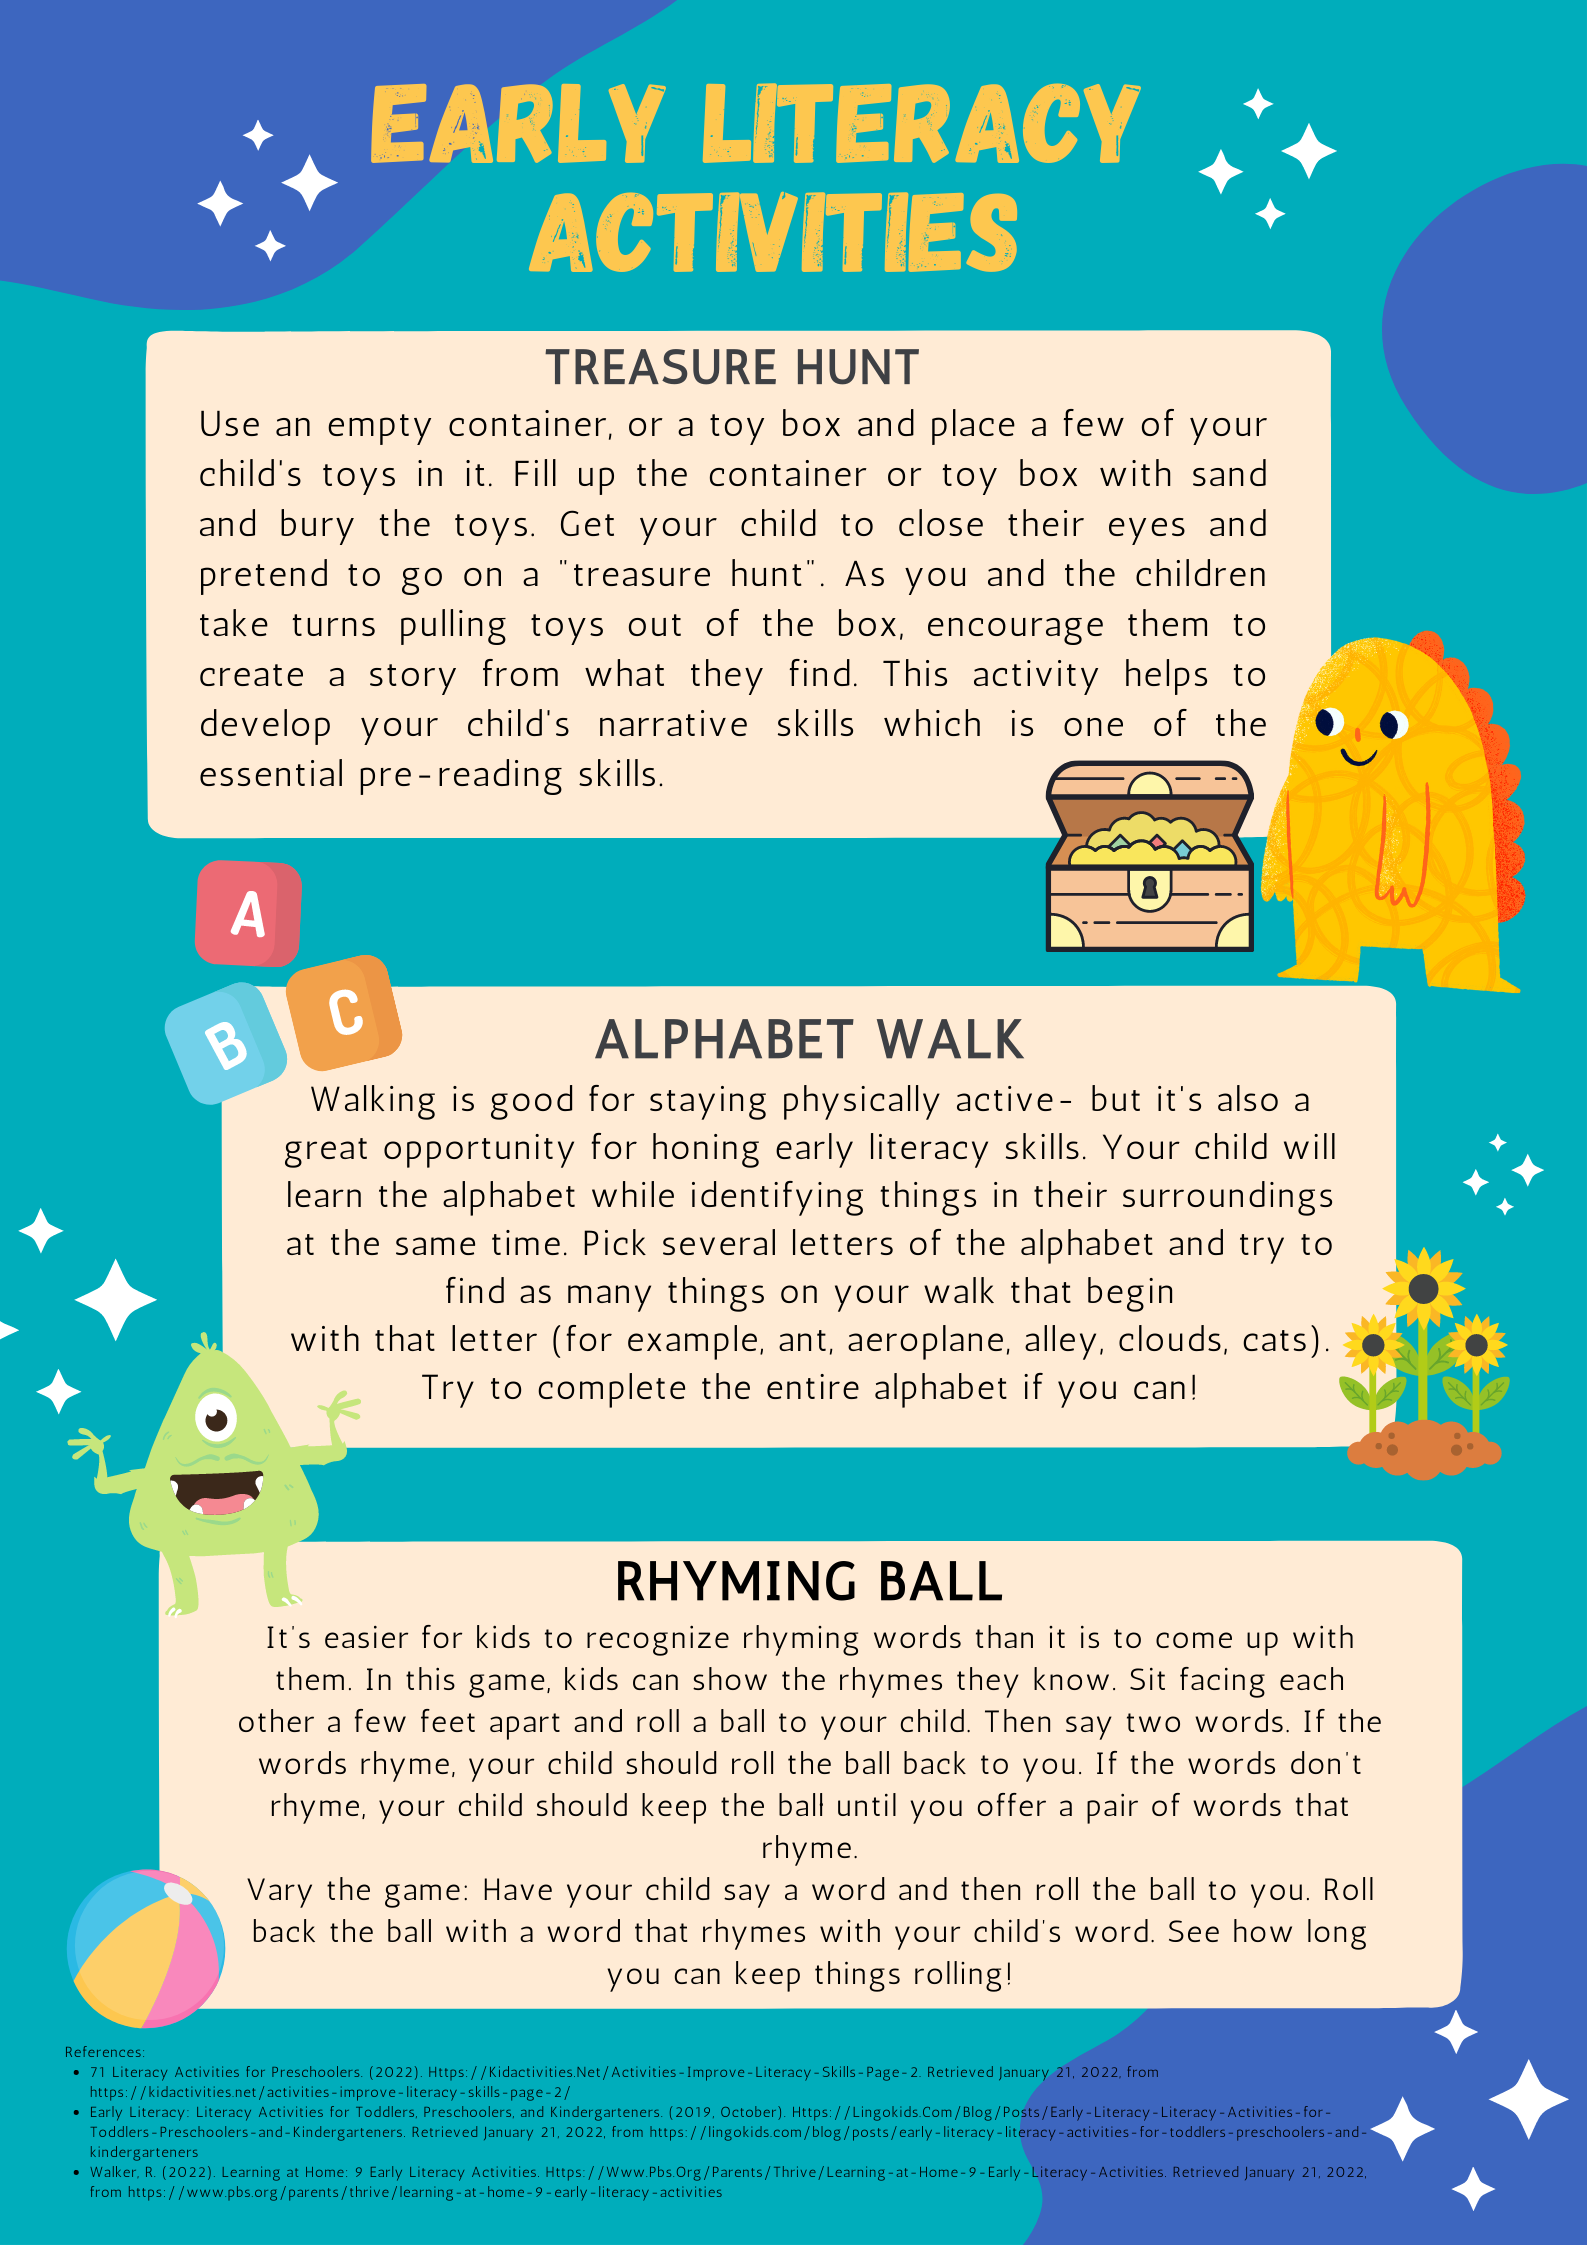 EARLY LITERACY
ACTIVITIES
TREASURE HUNT
Use an empty container, or a toy box and place a few of your
child's toys in it. Fill up the container or toy box with sand
and bury the toys. Get your child to close their eyes and
pretend to go on a "treasure hunt". As you and the children
take turns pulling toys out of the box, encourage them to
create a story from what they find. This activity helps to
develop your child's narrative skills which is one of the
essential pre-reading skills.
A
B
C
ALPHABET WALK
Walking is good for staying physically active- but it's also a
great opportunity for honing early literacy skills. Your child will
learn the alphabet while identifying things in their surroundings
at the same time. Pick several letters of the alphabet and try to
find as many things on your walk that begin
with that letter (for example, ant, aeroplane, alley, clouds, cats).
Try to complete the entire alphabet if you can!
RHYMING BALL
It's easier for kids to recognize rhyming words than it is to come up with
them. In this game, kids can show the rhymes they know. Sit facing each
other a few feet apart and roll a ball to your child. Then say two words. If the
words rhyme, your child should roll the ball back to you. If the words don't
rhyme, your child should keep the ball until you offer a pair of words that
rhyme.
Vary the game: Have your child say a word and then roll the ball to you. Roll
back the ball with a word that rhymes with your child's word. See how long
you can keep things rolling!
References:
• 71 Literacy Activities for Preschoolers. (2022). Https://Kidactivities.Net/Activities-Improve-Literacy-Skills-Page-2. Retrieved January 21, 2022, from
https://kidactivities.net/activities-improve-literacy-skills-page-2/
• Early Literacy: Literacy Activities for Toddlers, Preschoolers, and Kindergarteners. (2019, October). Https://Lingokids.Com/Blog/Posts/Early-Literacy-Literacy-Activities-for-
Toddlers-Preschoolers-and-Kindergarteners. Retrieved January 21, 2022, from https://lingokids.com/blog/posts/early-literacy-literacy-activities-for-toddlers-preschoolers-and-
kindergarteners
• Walker, R. (2022). Learning at Home: 9 Early Literacy Activities. Https://Www.Pbs.Org/Parents/Thrive/Learning-at-Home-9-Early-Literacy-Activities. Retrieved January 21, 2022,
from https://www.pbs.org/parents/thrive/learning-at-home-9-early-literacy-activities